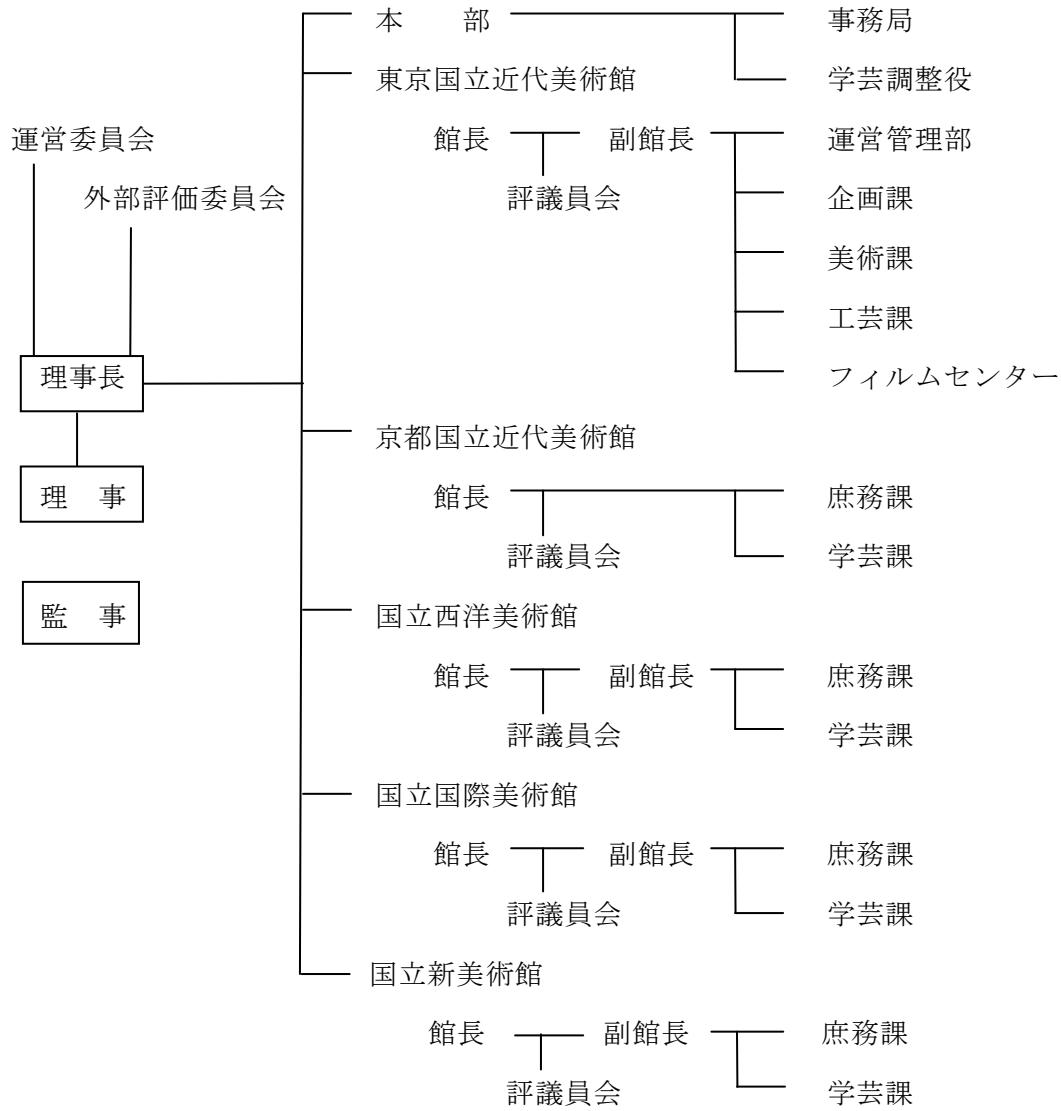 本　　部　事務局
東京国立近代美術館　学芸調整役
運営委員会　館長　副館長　運営管理部
外部評価委員会　評議員会　企画課
美術課
工芸課
理事長　フィルムセンター
京都国立近代美術館
理　事　館長　庶務課
評議員会　学芸課
監　事　国立西洋美術館
館長　副館長　庶務課
評議員会　学芸課
国立国際美術館
館長　副館長　庶務課
評議員会　学芸課
国立新美術館
館長　副館長　庶務課
評議員会　学芸課